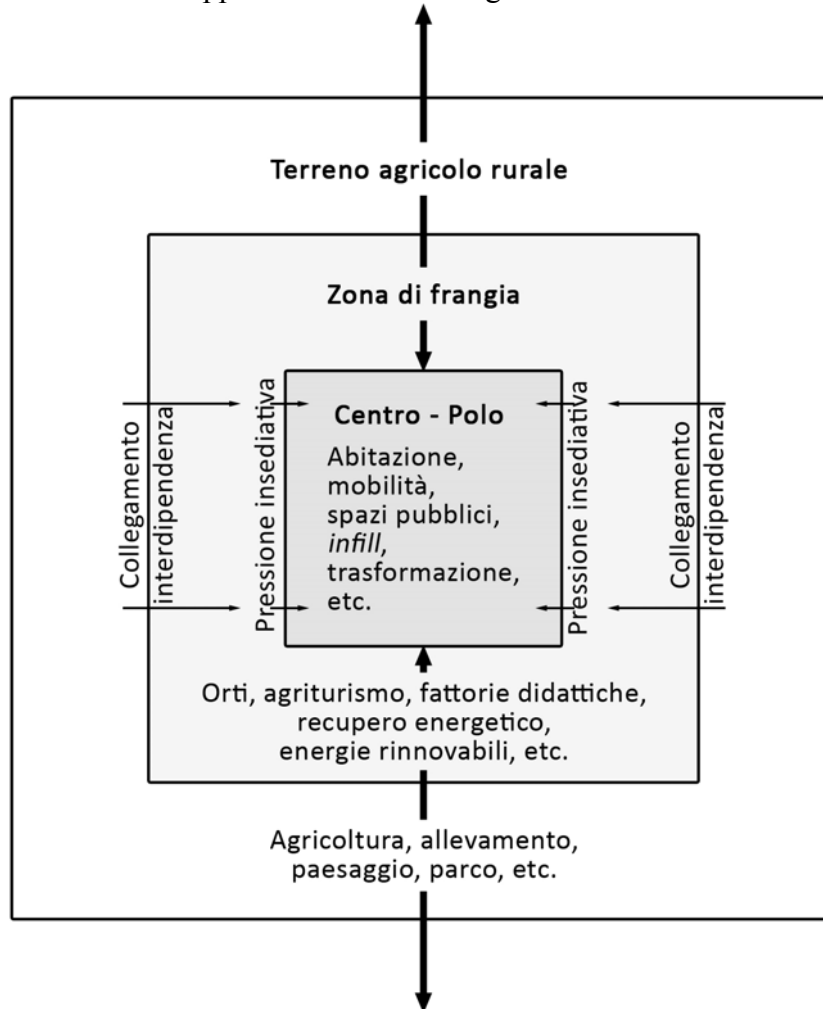 Terreno agricolo rurale
Zona di frangia
Collegamento
interdipendenza
Pressione insediativa
Centro - Polo
Abitazione,
mobilità,
spazi pubblici,
infill,
trasformazione,
etc.
Pressione insediativa
Collegamento
interdipendenza
Orti, agriturismo, fattorie didattiche,
recupero energetico,
energie rinnovabili, etc.
Agricoltura, allevamento,
paesaggio, parco, etc.